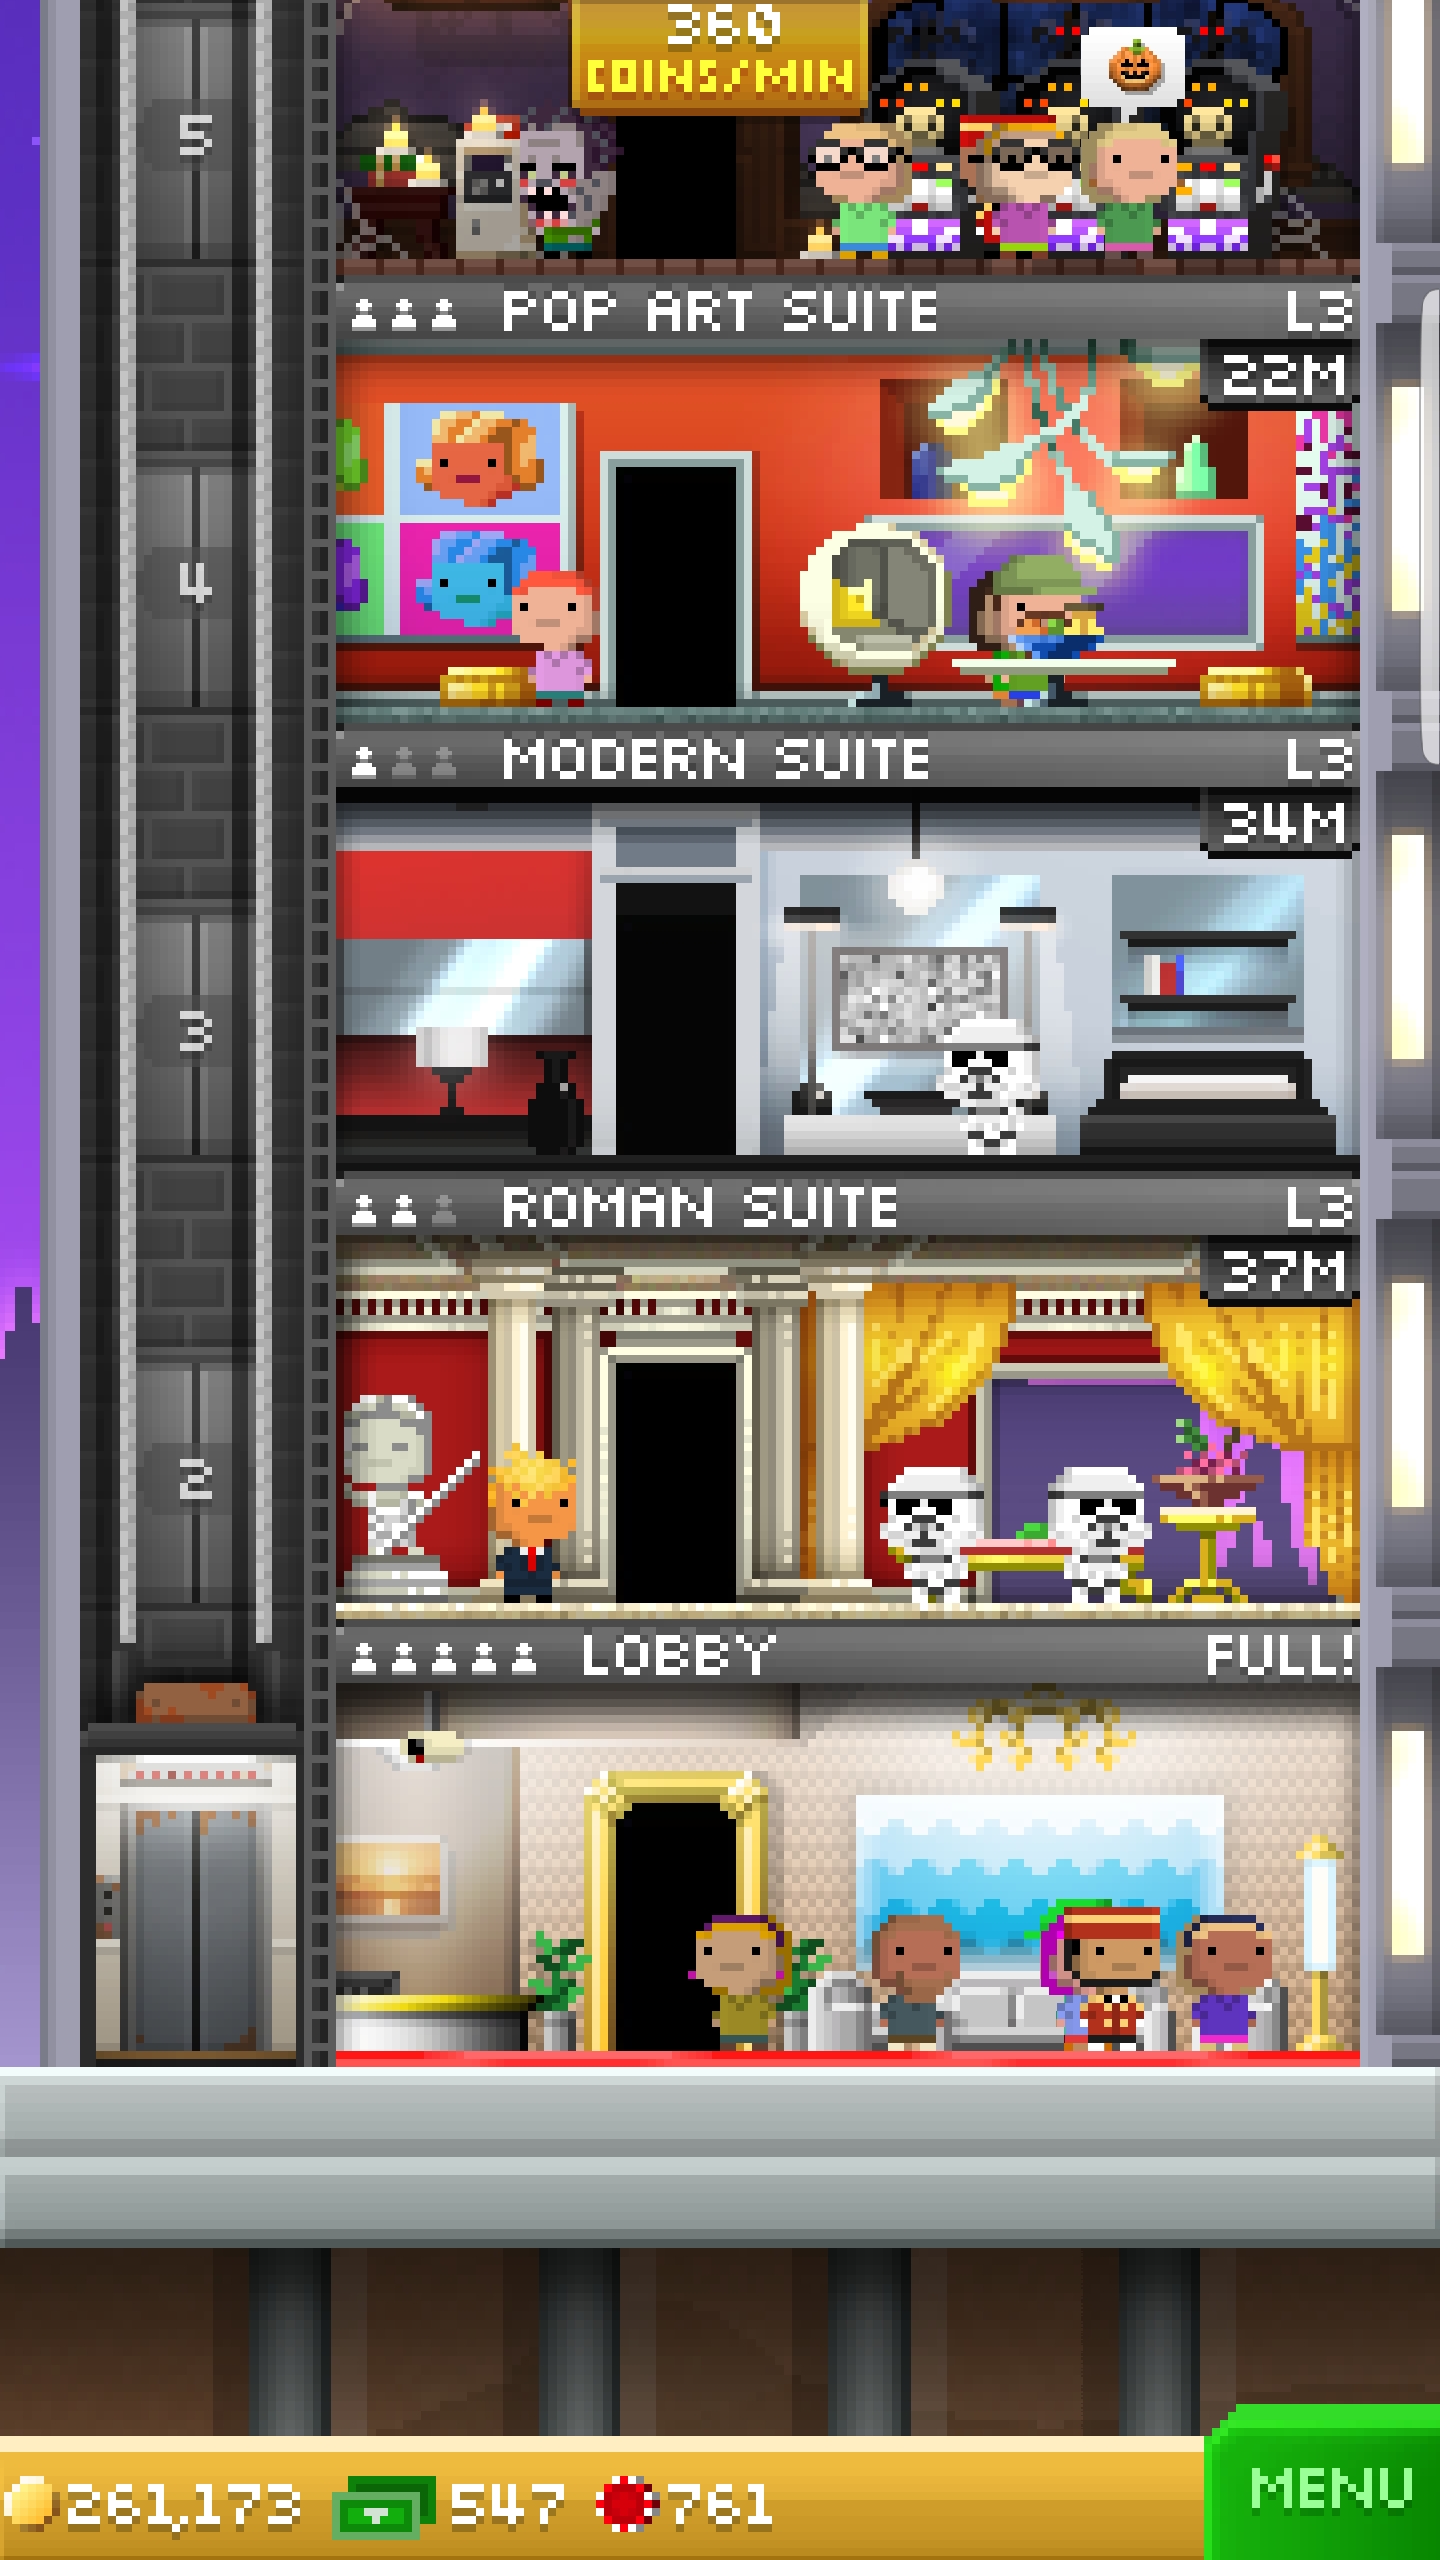 360
COINS/MIN
5
POP ART SUITE L3
22M
4
MODERN SUITE L3
34M
3
ROMAN SUITE L3
37M
2
LOBBY FULL!
261,173 547 761 MENU